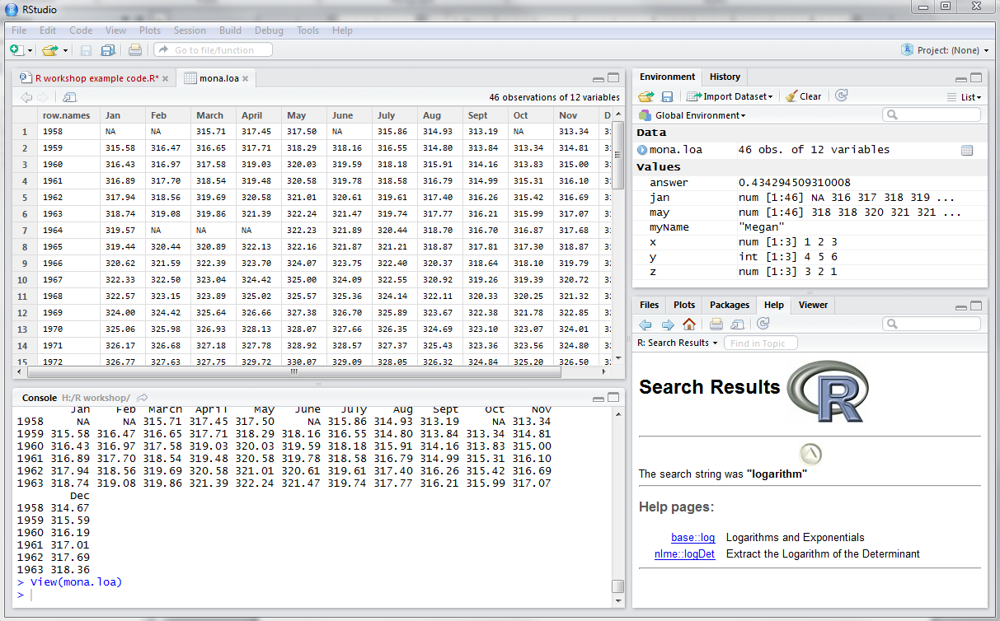 RStudio
File Edit Code View Plots Session Build Debug Tools Help
Go to file/function
Project: (None)
R workshop example code.R*
mona.loa
46 observations of 12 variables
row.names Jan Feb March April May June July Aug Sept Oct Nov D
1 1958 NA NA 315.71 317.45 317.50 NA 315.86 314.93 313.19 NA 313.34
2 1959 315.58 316.47 316.65 317.71 318.29 318.16 316.55 314.80 313.84 313.34 314.81
3 1960 316.43 316.97 317.58 319.03 320.03 319.59 318.18 315.91 314.16 313.83 315.00
4 1961 316.89 317.70 318.54 319.48 320.58 319.78 318.58 316.79 314.99 315.31 316.10
5 1962 317.94 318.56 319.69 320.58 321.01 320.61 319.61 317.40 316.26 315.42 316.69
6 1963 318.74 319.08 319.86 321.39 322.24 321.47 319.74 317.77 316.21 315.99 317.07
7 1964 319.57 NA NA NA 322.23 321.89 320.44 318.70 316.70 316.87 317.68
8 1965 319.44 320.44 320.89 322.13 322.16 321.87 321.21 318.87 317.81 317.30 318.87
9 1966 320.62 321.59 322.39 323.70 324.07 323.75 322.40 320.37 318.64 318.10 319.79
10 1967 322.33 322.50 323.04 324.42 325.00 324.09 322.55 320.92 319.26 319.39 320.72
11 1968 322.57 323.15 323.89 325.02 325.57 325.36 324.14 322.11 320.33 320.25 321.32
12 1969 324.00 324.42 325.64 326.66 327.38 326.70 325.89 323.67 322.38 321.78 322.85
13 1970 325.06 325.98 326.93 328.13 328.07 327.66 326.35 324.69 323.10 323.07 324.01
14 1971 326.17 326.68 327.18 327.78 328.92 328.57 327.37 325.43 323.36 323.56 324.80
15 1972 326.77 327.63 327.75 329.72 330.07 329.09 328.05 326.32 324.84 325.20 326.50
Console H:/R workshop/
Jan Feb March April May June July Aug Sept Oct Nov
1958 NA NA 315.71 317.45 317.50 NA 315.86 314.93 313.19 NA 313.34
1959 315.58 316.47 316.65 317.71 318.29 318.16 316.55 314.80 313.84 313.34 314.81
1960 316.43 316.97 317.58 319.03 320.03 319.59 318.18 315.91 314.16 313.83 315.00
1961 316.89 317.70 318.54 319.48 320.58 319.78 318.58 316.79 314.99 315.31 316.10
1962 317.94 318.56 319.69 320.58 321.01 320.61 319.61 317.40 316.26 315.42 316.69
1963 318.74 319.08 319.86 321.39 322.24 321.47 319.74 317.77 316.21 315.99 317.07
Dec
1958 314.67
1959 315.59
1960 316.19
1961 317.01
1962 317.69
1963 318.36
> View(mona.loa)
>
Environment History
Import Dataset Clear List
Global Environment
Data
mona.loa 46 obs. of 12 variables
Values
answer 0.434294509310008
jan num [1:46] NA 316 317 318 319 ...
may num [1:46] 318 318 320 321 321 ...
myName "Megan"
x num [1:3] 1 2 3
y int [1:3] 4 5 6
z num [1:3] 3 2 1
Files Plots Packages Help Viewer
R: Search Results Find in Topic
Search Results R
The search string was "logarithm"
Help pages:
base::log Logarithms and Exponentials
nlme::logDet Extract the Logarithm of the Determinant